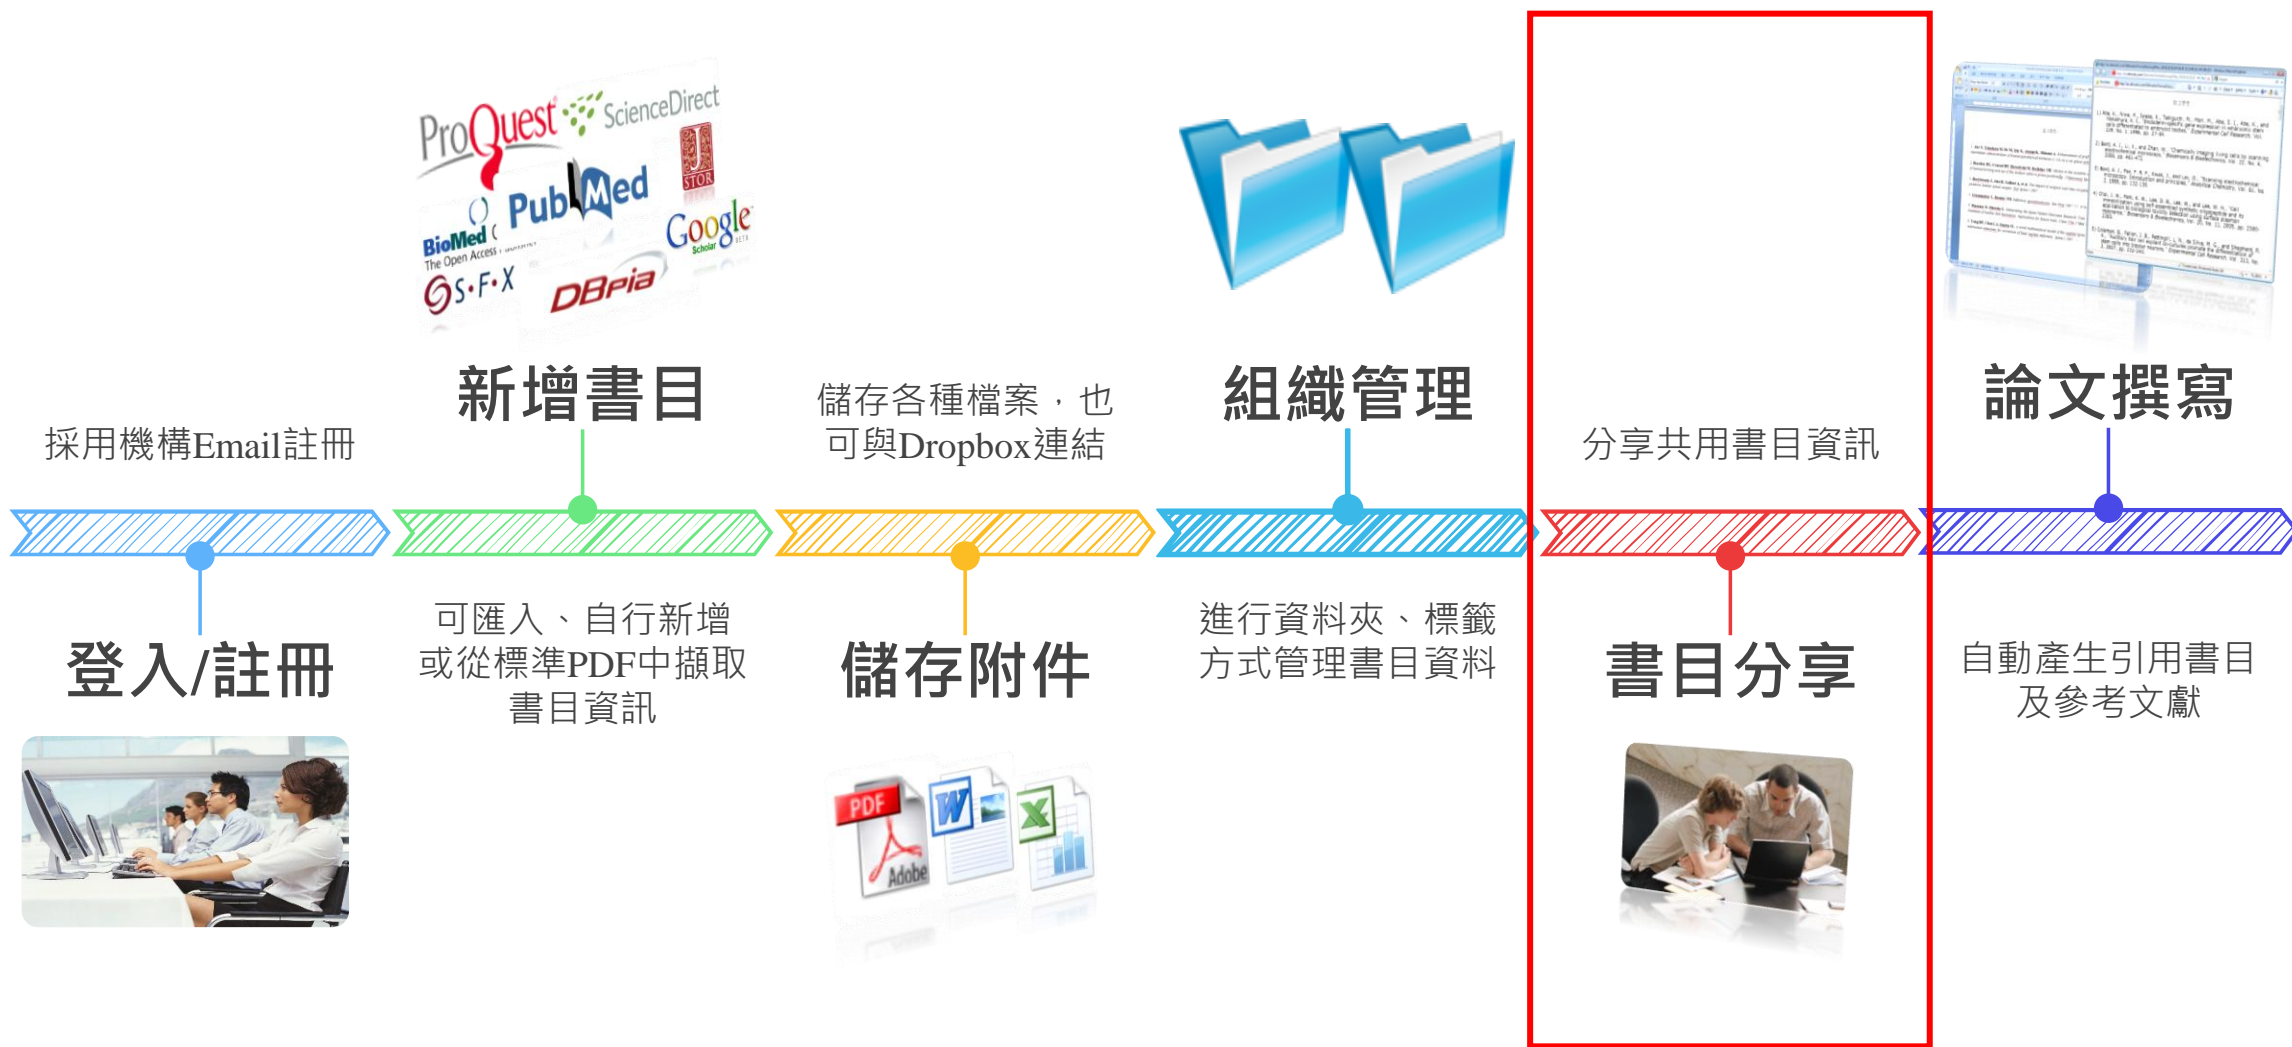 ProQuest
ScienceDirect
JSTOR
PubMed
BioMed
The Open Access
Google
Scholar BETA
S·F·X
DBpia
採用機構Email註冊
登入/註冊
新增書目
可匯入、自行新增
或從標準PDF中擷取
書目資訊
儲存各種檔案，也
可與Dropbox連結
儲存附件
PDF
Adobe
組織管理
進行資料夾、標籤
方式管理書目資料
分享共用書目資訊
書目分享
論文撰寫
自動產生引用書目
及參考文獻